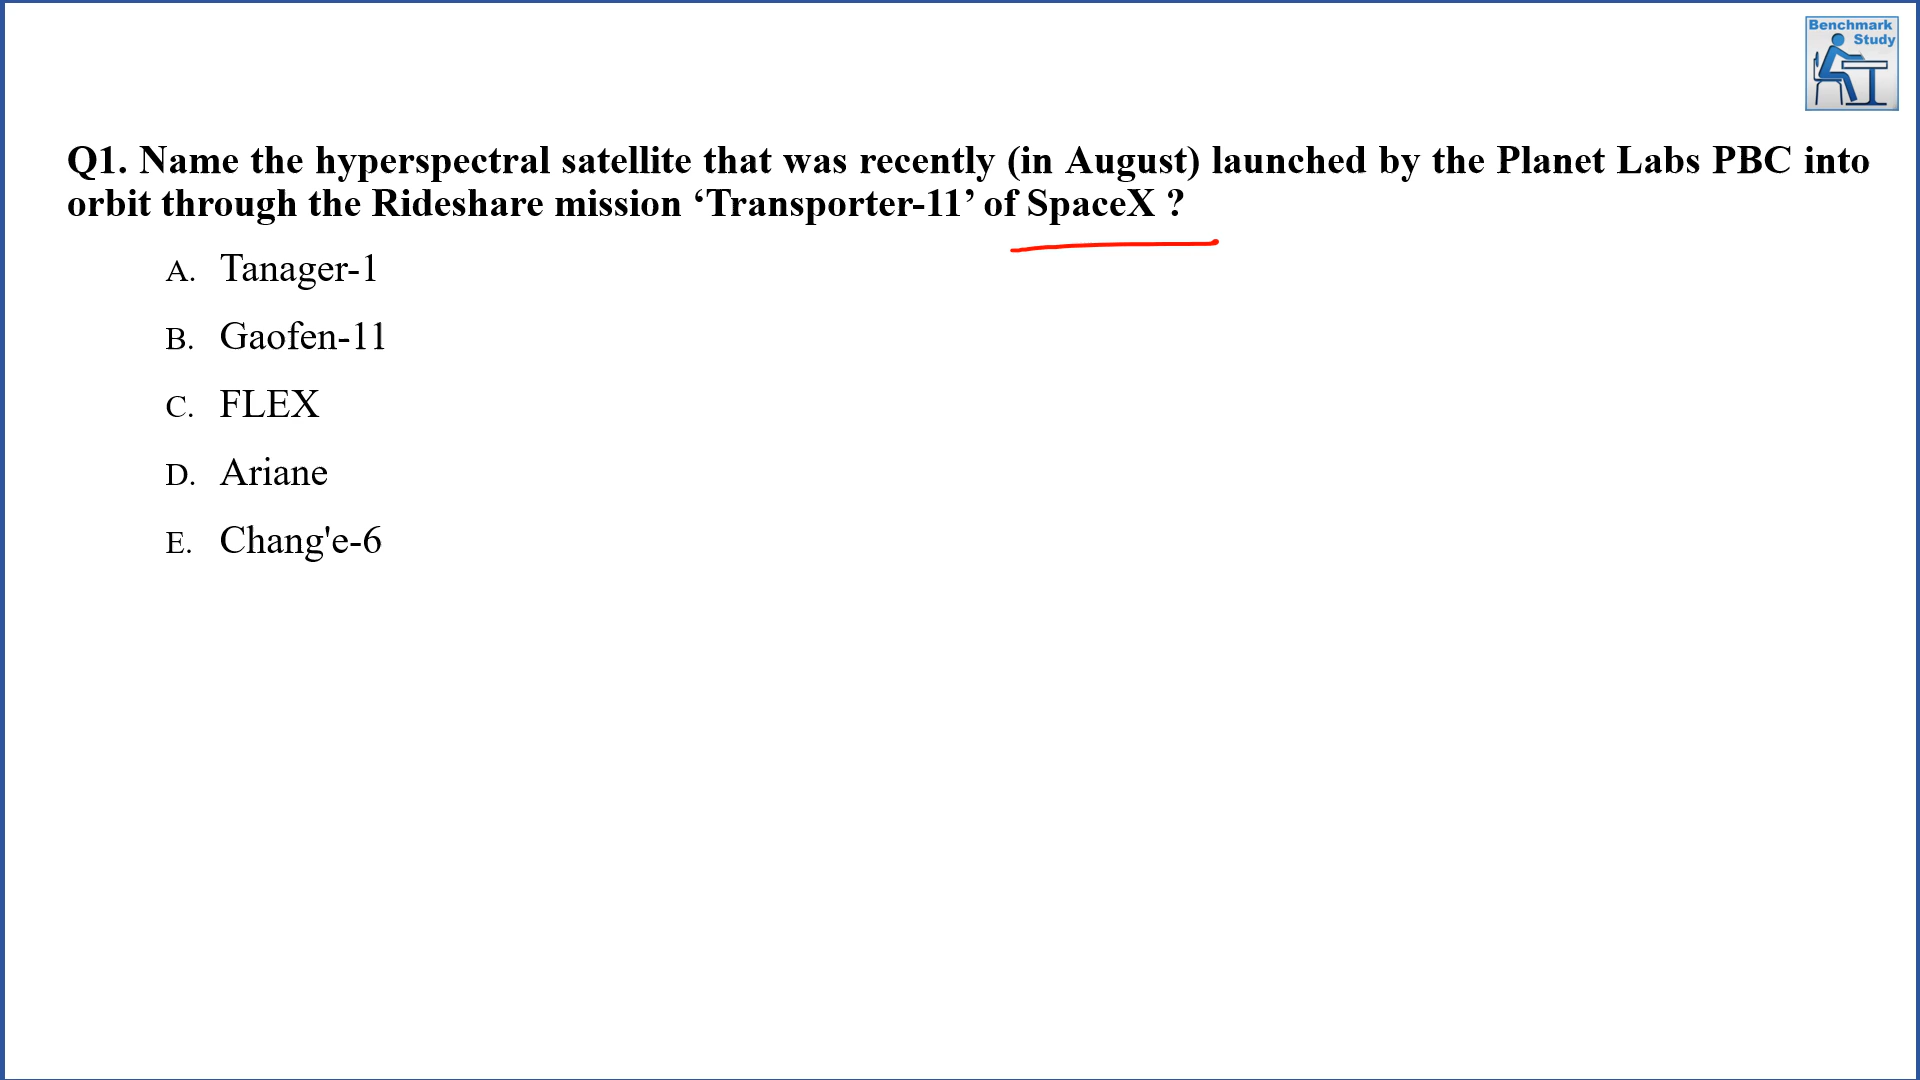 Benchmark
Study
Q1. Name the hyperspectral satellite that was recently (in August) launched by the Planet Labs PBC into
orbit through the Rideshare mission ‘Transporter-11’ of SpaceX ?
A. Tanager-1
B. Gaofen-11
C. FLEX
D. Ariane
E. Chang'e-6